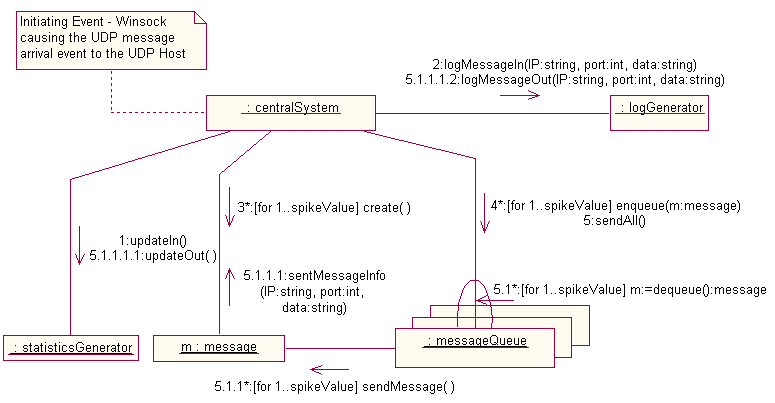 Initiating Event - Winsock
causing the UDP message
arrival event to the UDP Host
2:logMessageIn(IP:string, port:int, data:string)
5.1.1.1.2:logMessageOut(IP:string, port:int, data:string)
: centralSystem
: logGenerator
3*:[for 1..spikeValue] create( )
4*:[for 1..spikeValue] enqueue(m:message)
5:sendAll()
1:updateIn()
5.1.1.1.1:updateOut( )
5.1.1.1:sentMessageInfo
(IP:string, port:int,
data:string)
5.1*:[for 1..spikeValue] m:=dequeue():message
: statisticsGenerator
m : message
: messageQueue
5.1.1*:[for 1..spikeValue] sendMessage( )